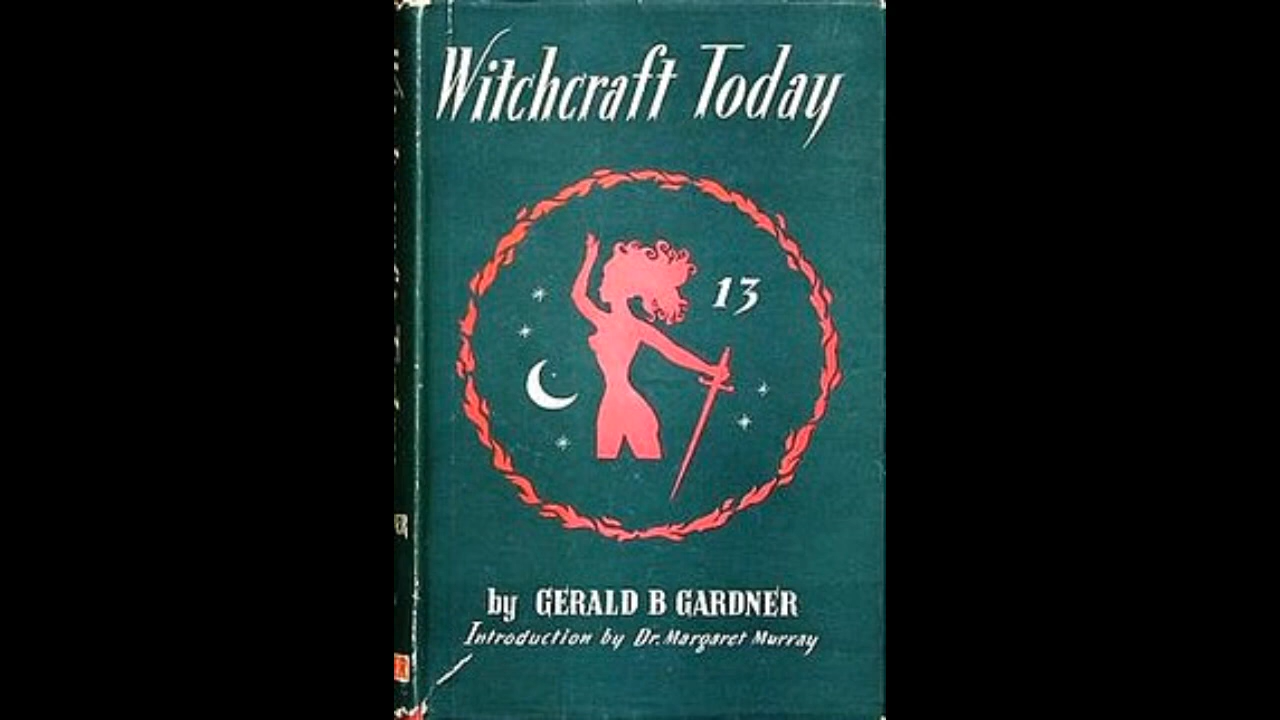 Witchcraft Today
13
by GERALD B GARDNER
Introduction by Dr. Margaret Murray